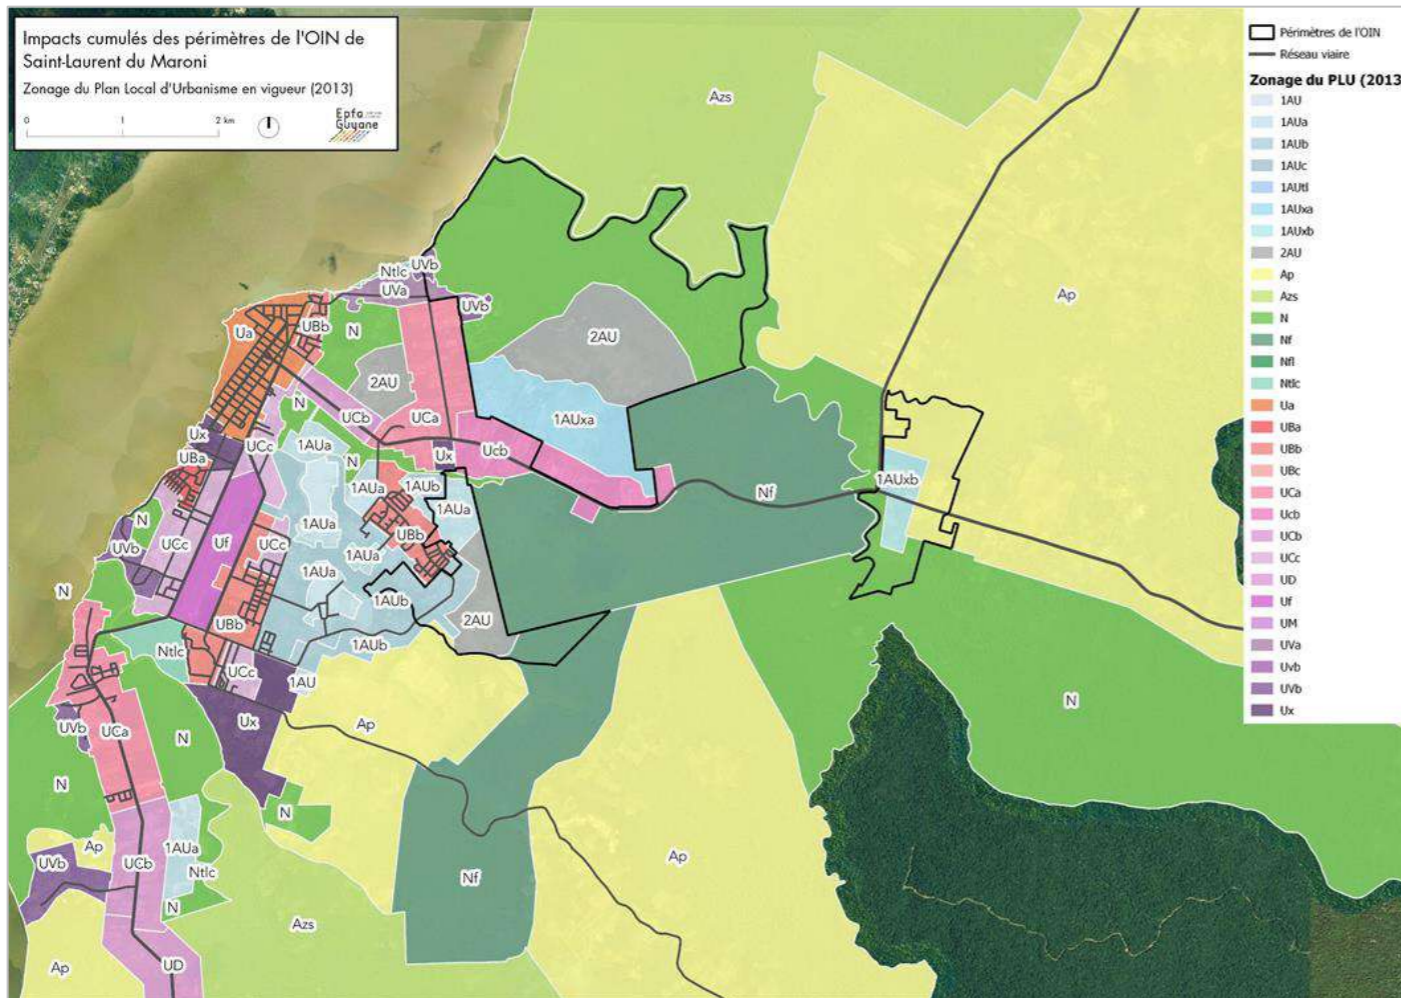 Impacts cumulés des périmètres de l'OIN de
Saint-Laurent du Maroni
Zonage du Plan Local d'Urbanisme en vigueur (2013)
0 1 2 km
Epfa
Guyane
Périmètres de l'OIN
Réseau viaire
Zonage du PLU (2013
1AU
1AUa
1AUb
1AUc
1AUtl
1AUxa
1AUxb
2AU
Ap
Azs
N
Nf
Nfl
Ntlc
Ua
UBa
UBb
UBc
UCa
Ucb
UCb
UCc
UD
Uf
UM
UVa
Uvb
UVb
Ux
Azs
Ap
UVb
Ntlc
UVa
UVb
Ua
UBb
N
2AU
2AU
N
UCb
UCa
1AUxa
Ux
UCc
1AUa
Ucb
UBa
N
Ux
1AUb
1AUa
1AUxb
Nf
N
1AUa
1AUa
UVb
UCc
Uf
UCc
UBb
1AUa
1AUa
N
1AUb
UBb
2AU
Ntlc
1AUb
UCc
1AU
N
UVb
UCa
N
Ux
Ap
N
N
Ap
UVb
UCb
1AUa
Ntlc
Ap
Nf
N
Azs
Ap
UD